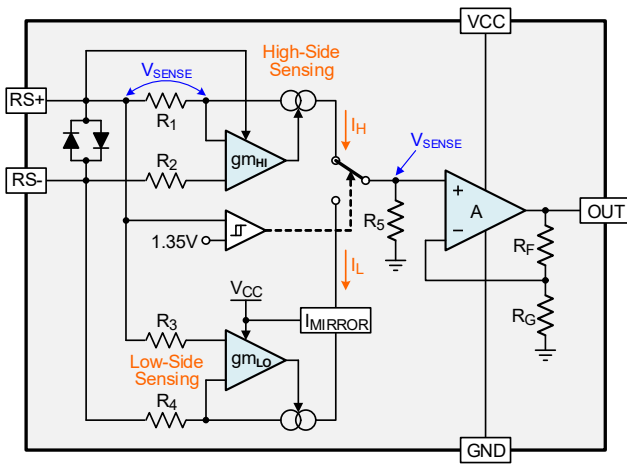 VCC
High-Side
Sensing
VSENSE
RS+
R1
IH
gmHI
R2
RS-
VSENSE
+
A
−
OUT
R5
1.35V
RF
IL
VCC
IMIRROR
RG
R3
gmLO
Low-Side
Sensing
R4
GND